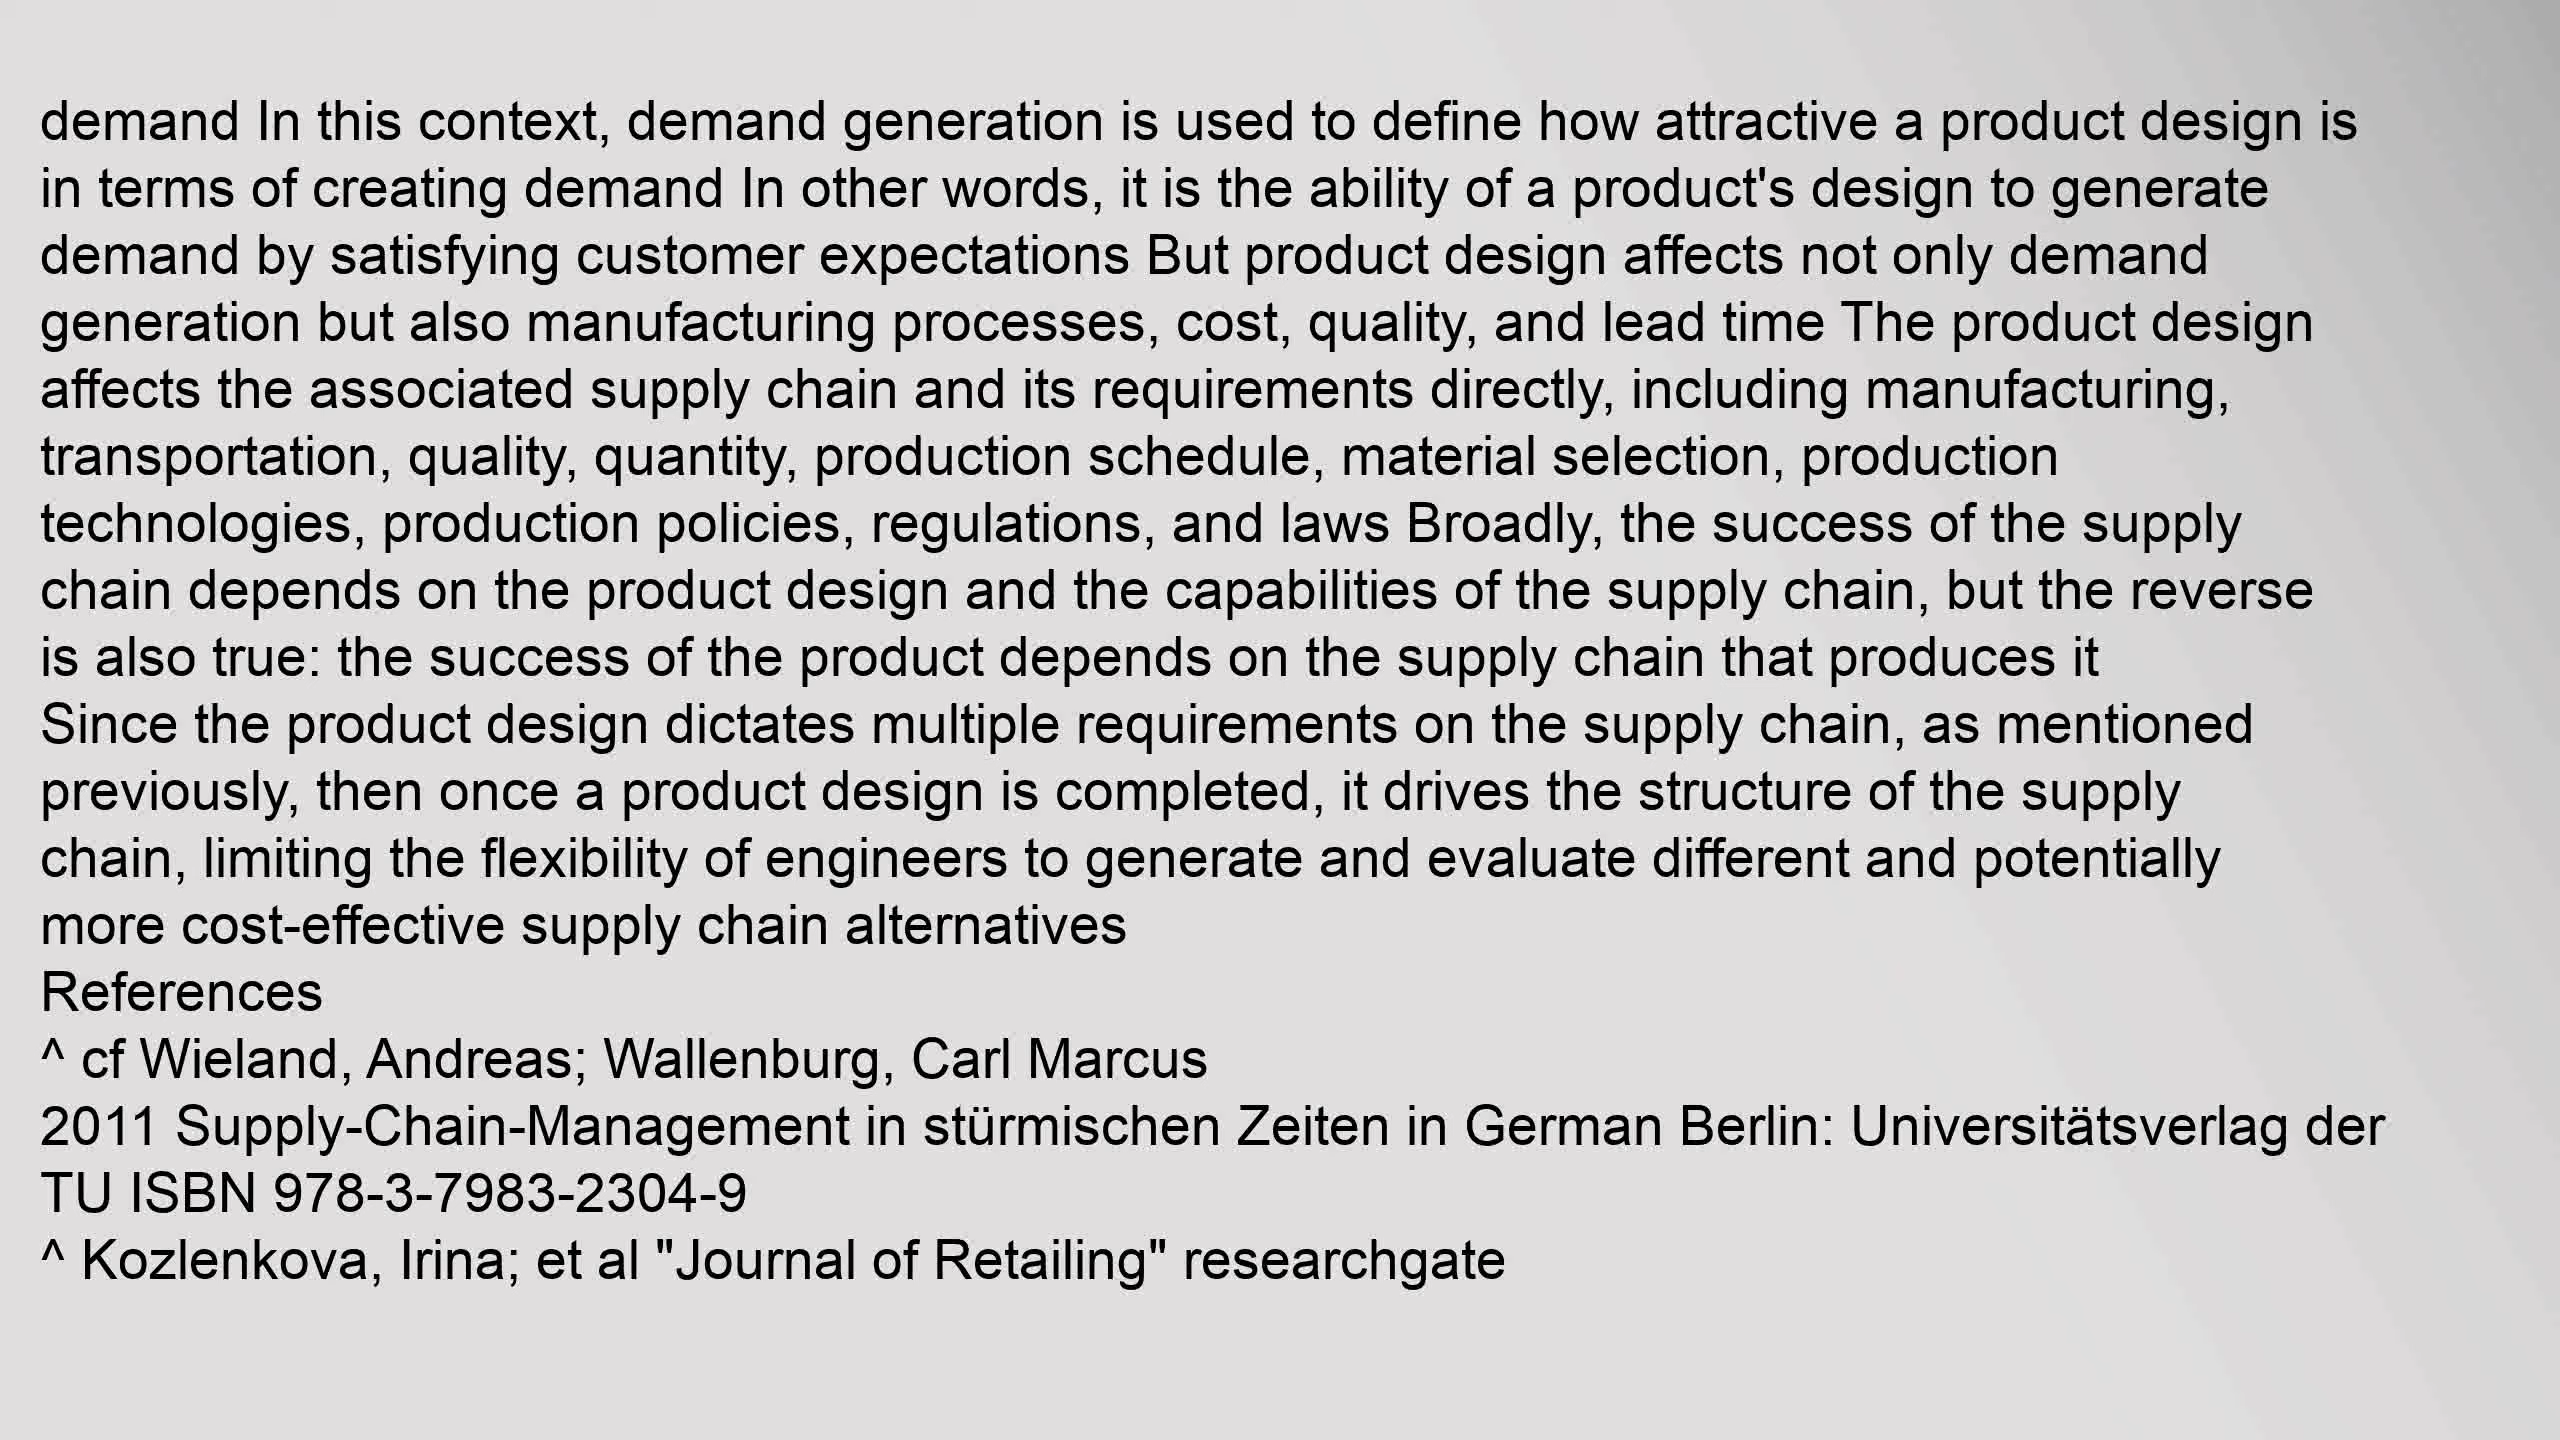 demand In this context, demand generation is used to define how attractive a product design is
in terms of creating demand In other words, it is the ability of a product's design to generate
demand by satisfying customer expectations But product design affects not only demand
generation but also manufacturing processes, cost, quality, and lead time The product design
affects the associated supply chain and its requirements directly, including manufacturing,
transportation, quality, quantity, production schedule, material selection, production
technologies, production policies, regulations, and laws Broadly, the success of the supply
chain depends on the product design and the capabilities of the supply chain, but the reverse
is also true: the success of the product depends on the supply chain that produces it
Since the product design dictates multiple requirements on the supply chain, as mentioned
previously, then once a product design is completed, it drives the structure of the supply
chain, limiting the flexibility of engineers to generate and evaluate different and potentially
more cost-effective supply chain alternatives
References
^ cf Wieland, Andreas; Wallenburg, Carl Marcus
2011 Supply-Chain-Management in stürmischen Zeiten in German Berlin: Universitätsverlag der
TU ISBN 978-3-7983-2304-9
^ Kozlenkova, Irina; et al "Journal of Retailing" researchgate